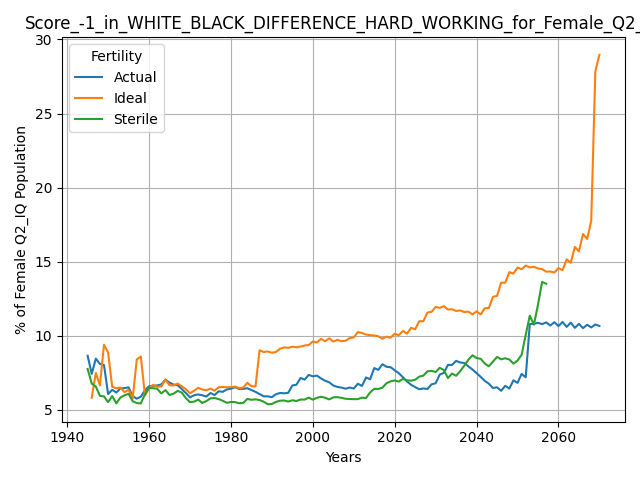 Score_-1_in_WHITE_BLACK_DIFFERENCE_HARD_WORKING_for_Female_Q2_
30
25
20
15
10
5
% of Female Q2_IQ Population
Fertility
Actual
Ideal
Sterile
1940 1960 1980 2000 2020 2040 2060
Years